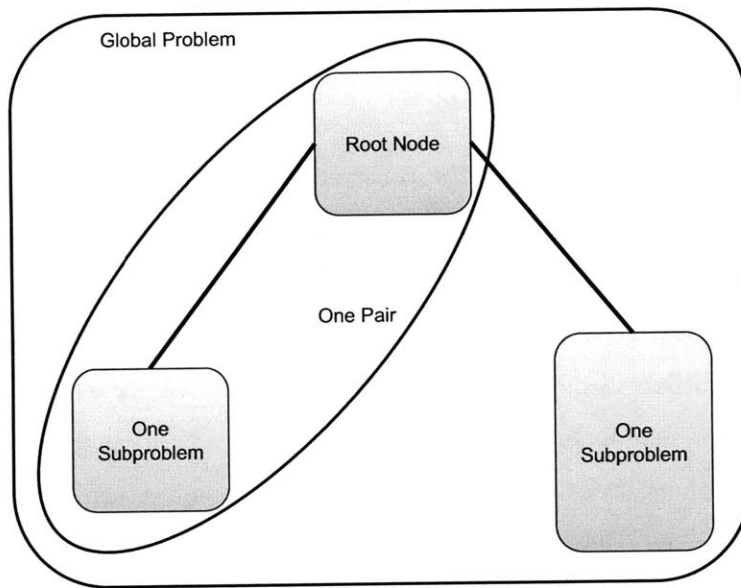 Global Problem
Root Node
One Pair
One
Subproblem
One
Subproblem